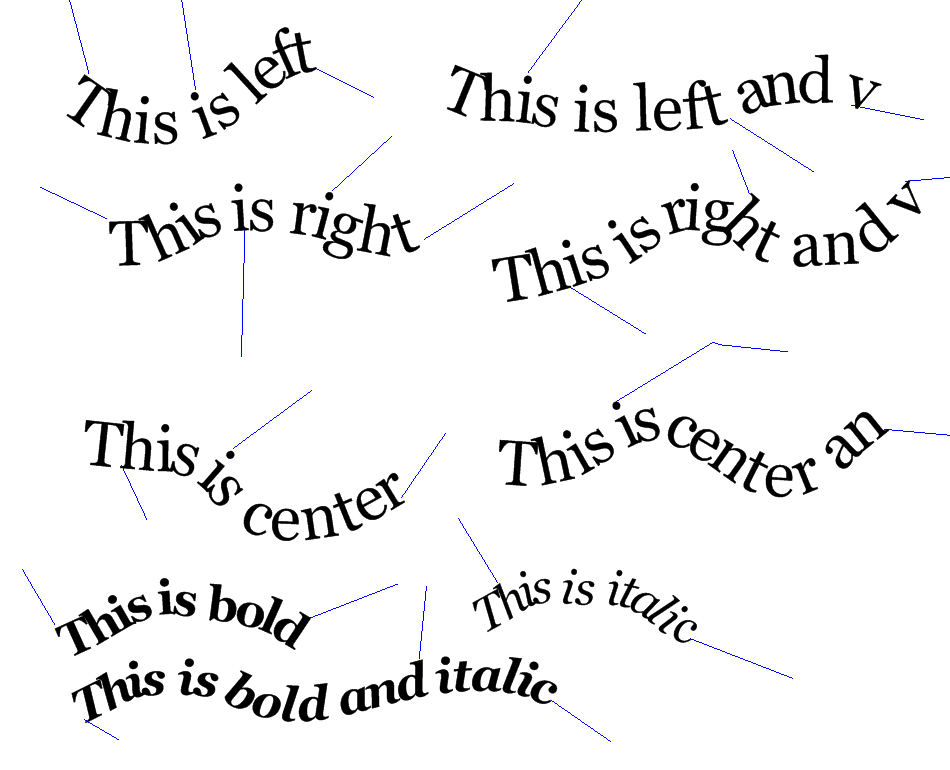 This is left
This is left and v
This is right
This is right and v
This is center
This is center an
This is bold
This is italic
This is bold and italic